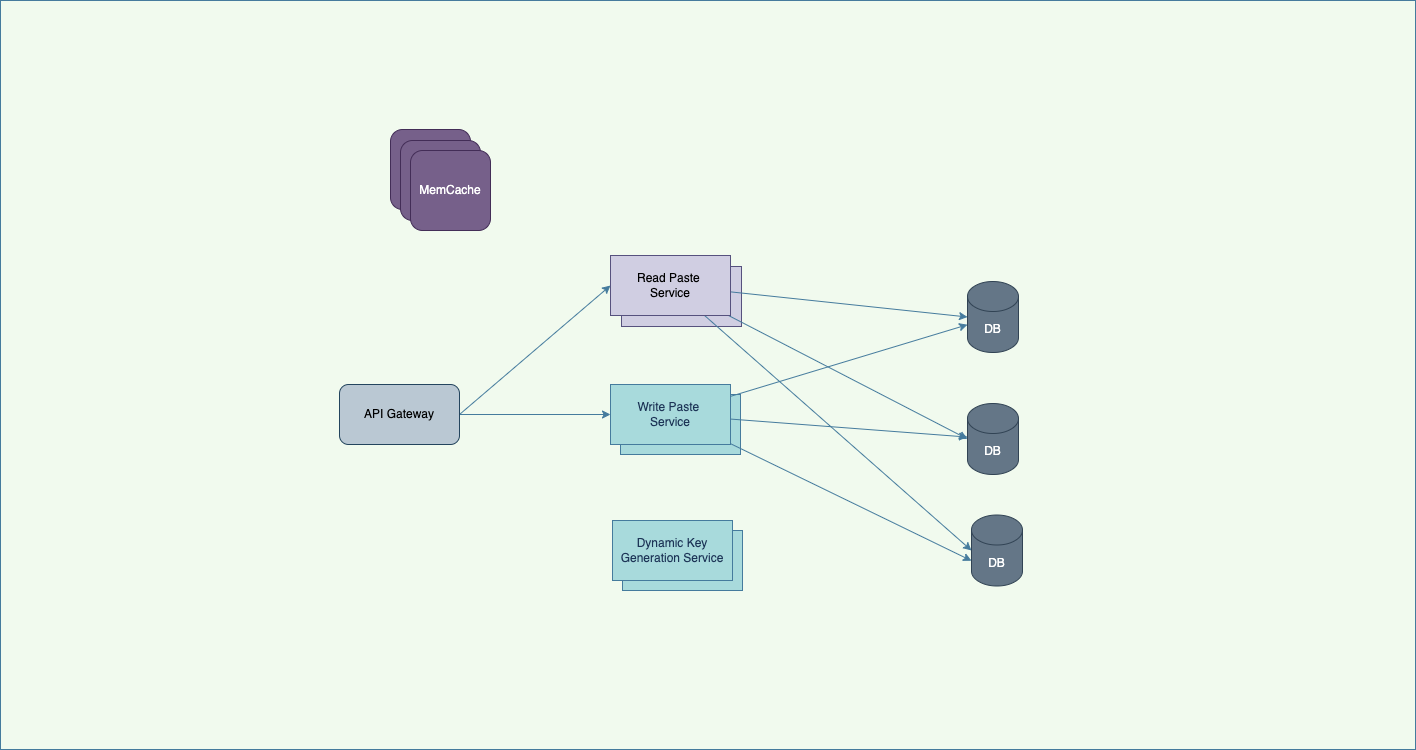 MemCache
Read Paste
Service
API Gateway
Write Paste
Service
Dynamic Key
Generation Service
DB
DB
DB